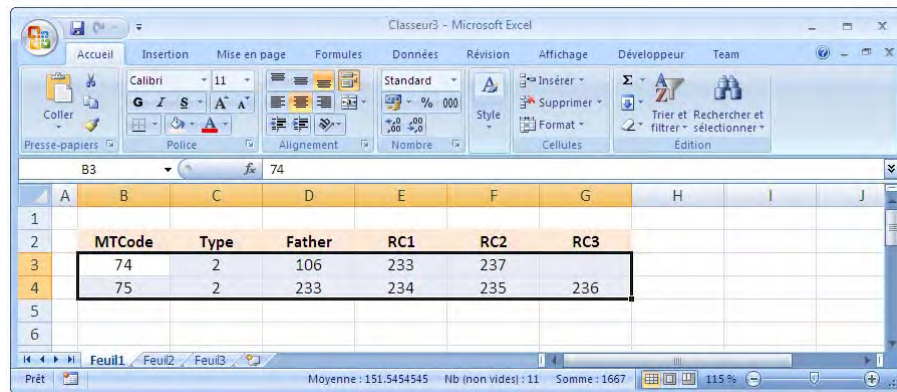 Classeur3 - Microsoft Excel
Accueil Insertion Mise en page Formules Données Révision Affichage Développeur Team
Coller
Calibri 11
G I S
Standard
% 000
Style
Insérer
Supprimer
Format
Trier et filtrer
Rechercher et sélectionner
Presse-papiers Police Alignement Nombre Cellules Édition
B3 fx 74
A B C D E F G H I J
1
2 MTCode Type Father RC1 RC2 RC3
3 74 2 106 233 237
4 75 2 233 234 235 236
5
6
Feuil1 Feuil2 Feuil3
Prêt Moyenne : 151.5454545 Nb (non vides) : 11 Somme : 1667 115 %